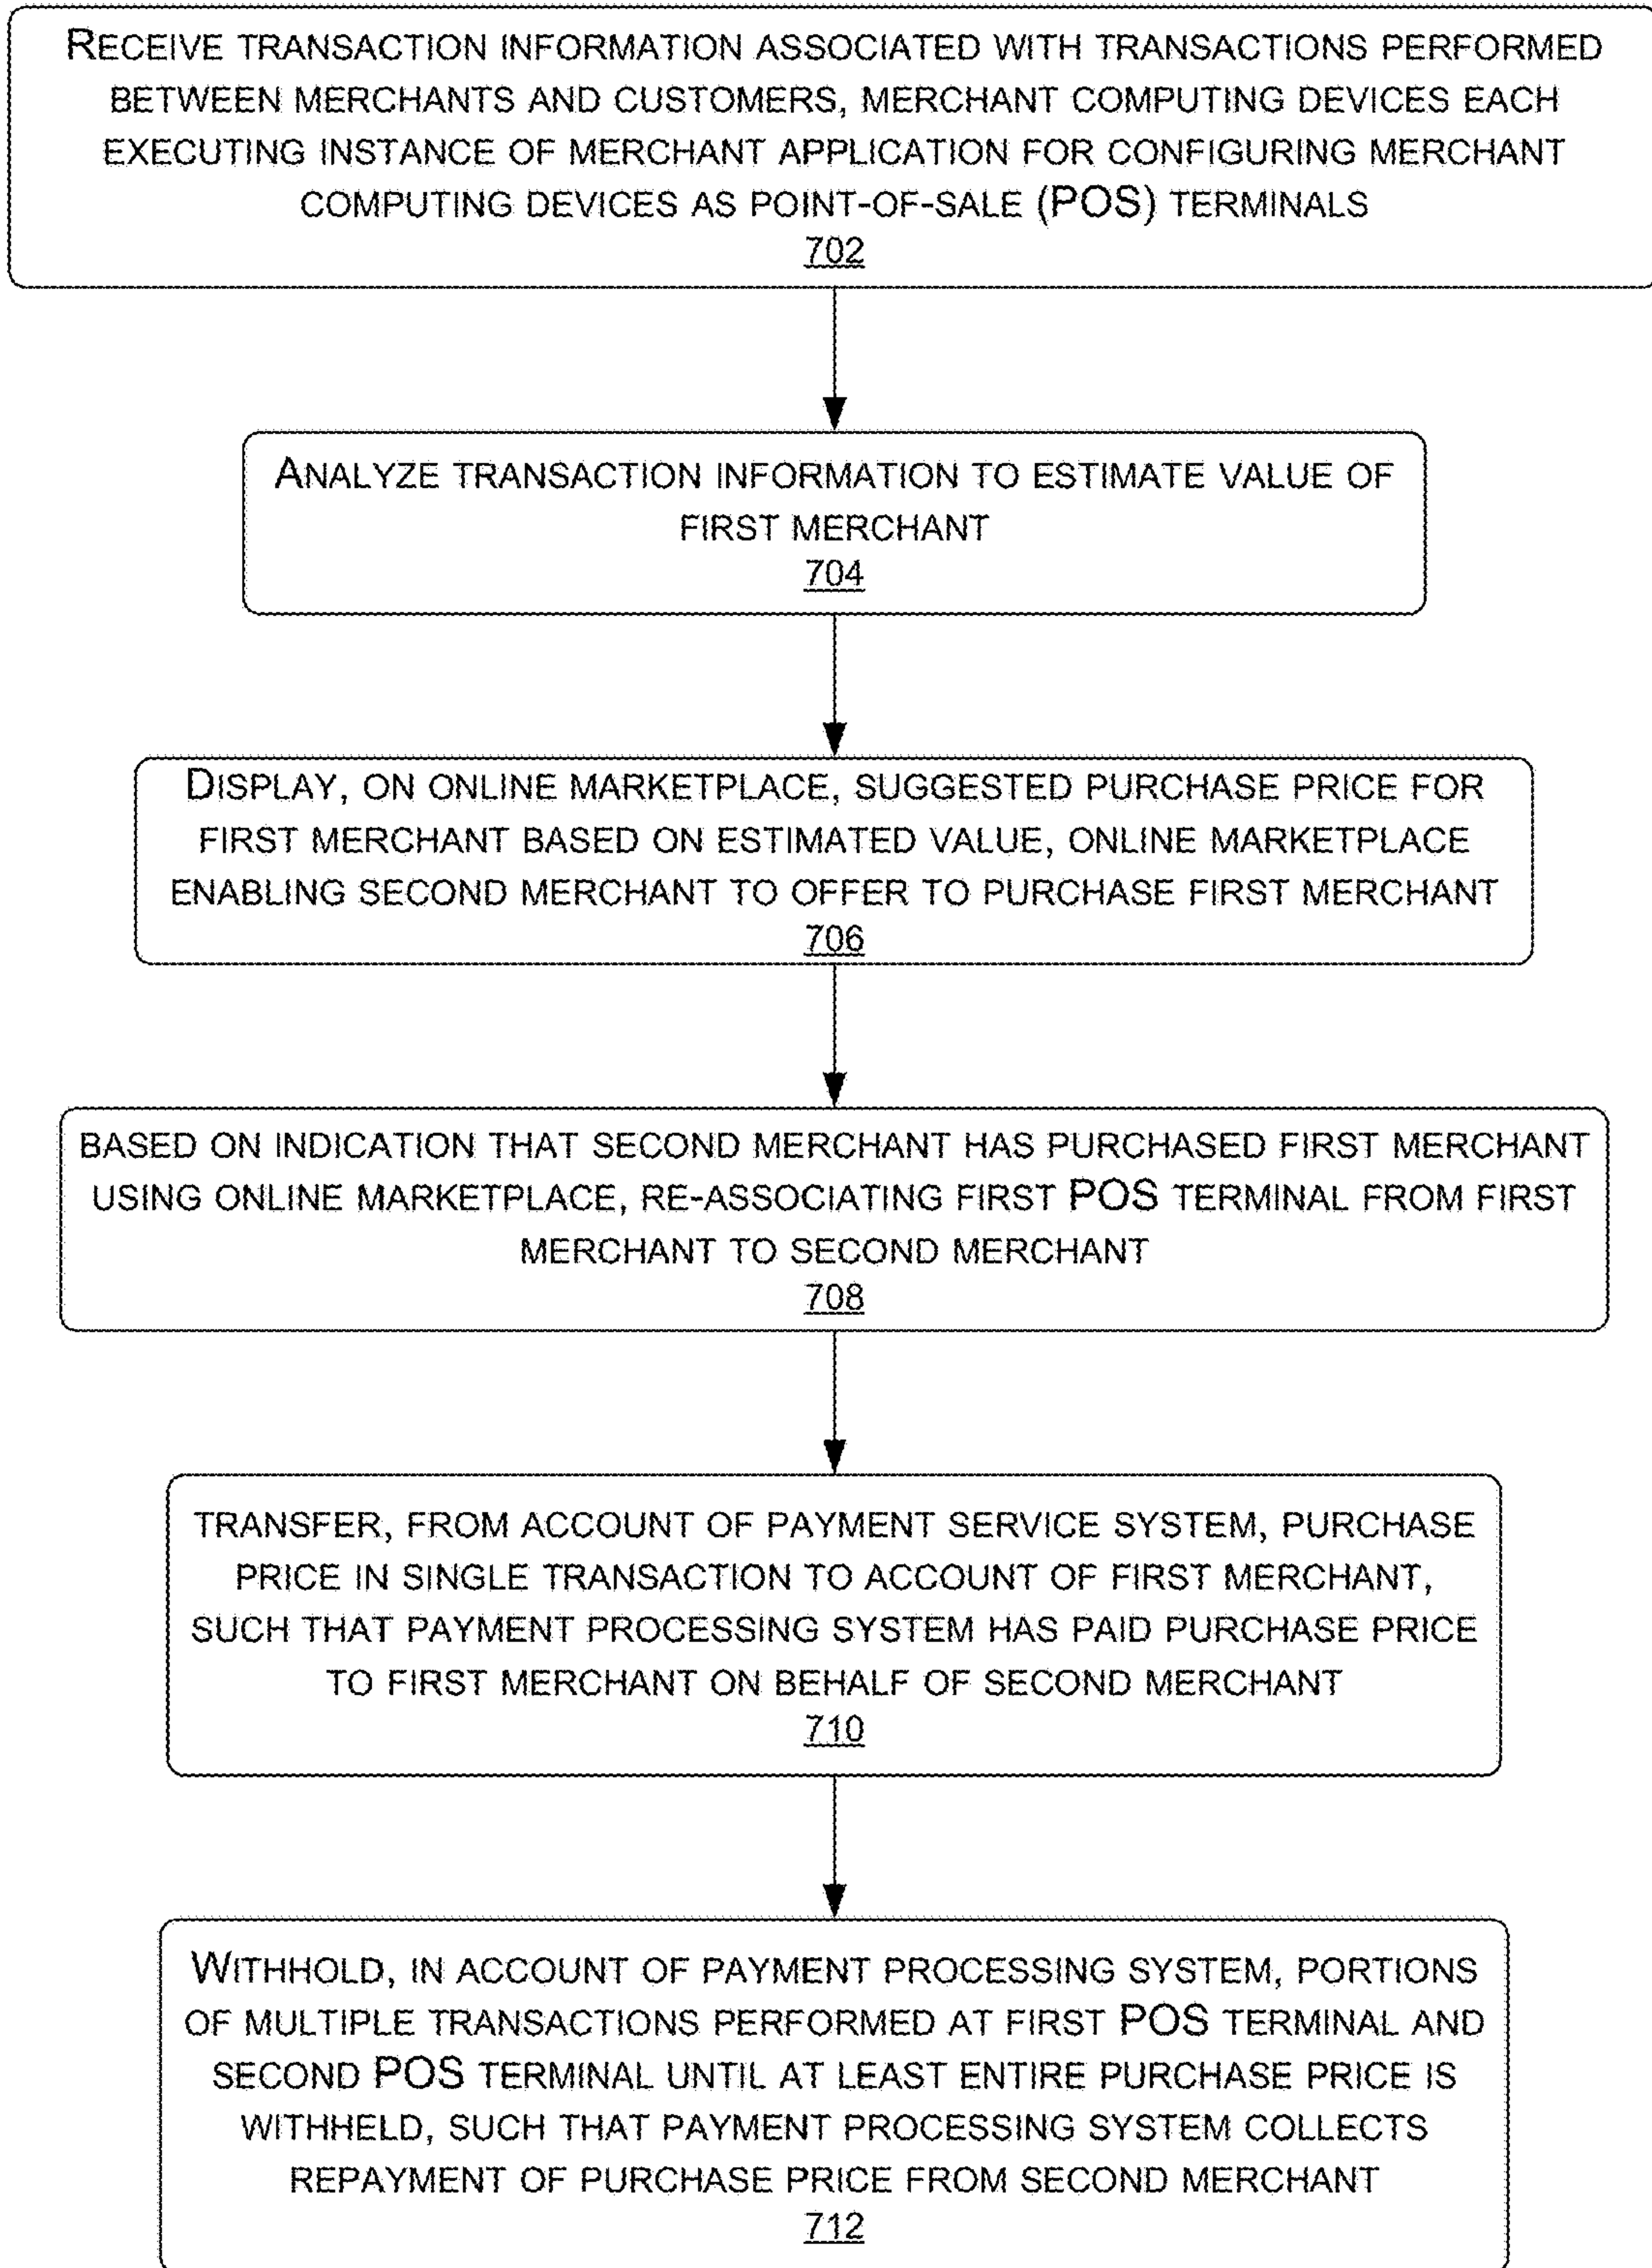 RECEIVE TRANSACTION INFORMATION ASSOCIATED WITH TRANSACTIONS PERFORMED
BETWEEN MERCHANTS AND CUSTOMERS, MERCHANT COMPUTING DEVICES EACH
EXECUTING INSTANCE OF MERCHANT APPLICATION FOR CONFIGURING MERCHANT
COMPUTING DEVICES AS POINT-OF-SALE (POS) TERMINALS
702
ANALYZE TRANSACTION INFORMATION TO ESTIMATE VALUE OF
FIRST MERCHANT
704
DISPLAY, ON ONLINE MARKETPLACE, SUGGESTED PURCHASE PRICE FOR
FIRST MERCHANT BASED ON ESTIMATED VALUE, ONLINE MARKETPLACE
ENABLING SECOND MERCHANT TO OFFER TO PURCHASE FIRST MERCHANT
706
BASED ON INDICATION THAT SECOND MERCHANT HAS PURCHASED FIRST MERCHANT
USING ONLINE MARKETPLACE, RE-ASSOCIATING FIRST POS TERMINAL FROM FIRST
MERCHANT TO SECOND MERCHANT
708
TRANSFER, FROM ACCOUNT OF PAYMENT SERVICE SYSTEM, PURCHASE
PRICE IN SINGLE TRANSACTION TO ACCOUNT OF FIRST MERCHANT,
SUCH THAT PAYMENT PROCESSING SYSTEM HAS PAID PURCHASE PRICE
TO FIRST MERCHANT ON BEHALF OF SECOND MERCHANT
710
WITHHOLD, IN ACCOUNT OF PAYMENT PROCESSING SYSTEM, PORTIONS
OF MULTIPLE TRANSACTIONS PERFORMED AT FIRST POS TERMINAL AND
SECOND POS TERMINAL UNTIL AT LEAST ENTIRE PURCHASE PRICE IS
WITHHELD, SUCH THAT PAYMENT PROCESSING SYSTEM COLLECTS
REPAYMENT OF PURCHASE PRICE FROM SECOND MERCHANT
712